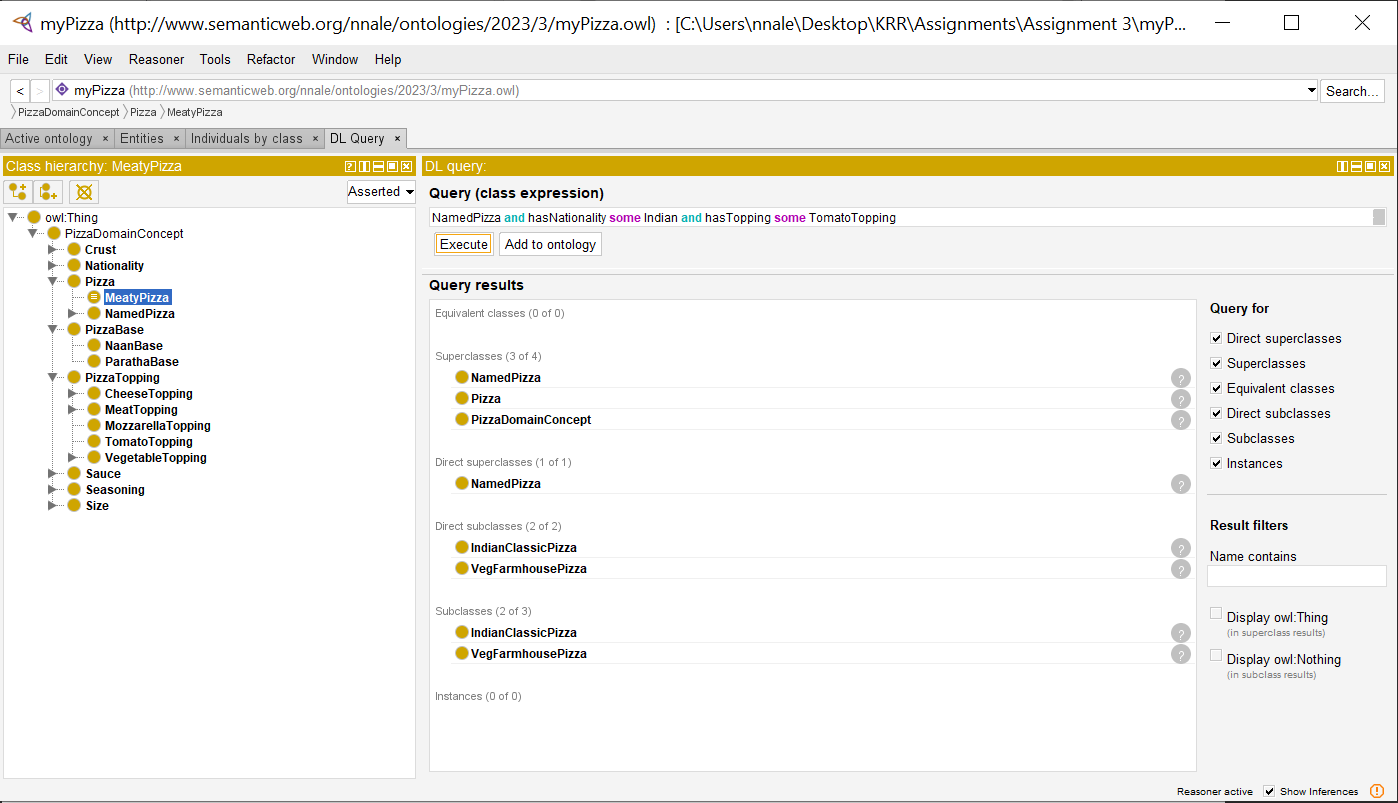 myPizza (http://www.semanticweb.org/nnale/ontologies/2023/3/myPizza.owl) : [C:\Users\nnale\Desktop\KRR\Assignments\Assignment 3\myP...
File Edit View Reasoner Tools Refactor Window Help
< > myPizza (http://www.semanticweb.org/nnale/ontologies/2023/3/myPizza.owl) Search...
PizzaDomainConcept Pizza MeatyPizza
Active ontology × Entities × Individuals by class × DL Query ×
Class hierarchy: MeatyPizza
Asserted
owl:Thing
PizzaDomainConcept
Crust
Nationality
Pizza
MeatyPizza
NamedPizza
PizzaBase
NaanBase
ParathaBase
PizzaTopping
CheeseTopping
MeatTopping
MozzarellaTopping
TomatoTopping
VegetableTopping
Sauce
Seasoning
Size
DL query:
Query (class expression)
NamedPizza and hasNationality some Indian and hasTopping some TomatoTopping
Execute Add to ontology
Query results
Equivalent classes (0 of 0)
Superclasses (3 of 4)
NamedPizza ?
Pizza ?
PizzaDomainConcept ?
Direct superclasses (1 of 1)
NamedPizza ?
Direct subclasses (2 of 2)
IndianClassicPizza ?
VegFarmhousePizza ?
Subclasses (2 of 3)
IndianClassicPizza ?
VegFarmhousePizza ?
Instances (0 of 0)
Query for
Direct superclasses
Superclasses
Equivalent classes
Direct subclasses
Subclasses
Instances
Result filters
Name contains
Display owl:Thing
(in superclass results)
Display owl:Nothing
(in subclass results)
Reasoner active Show Inferences